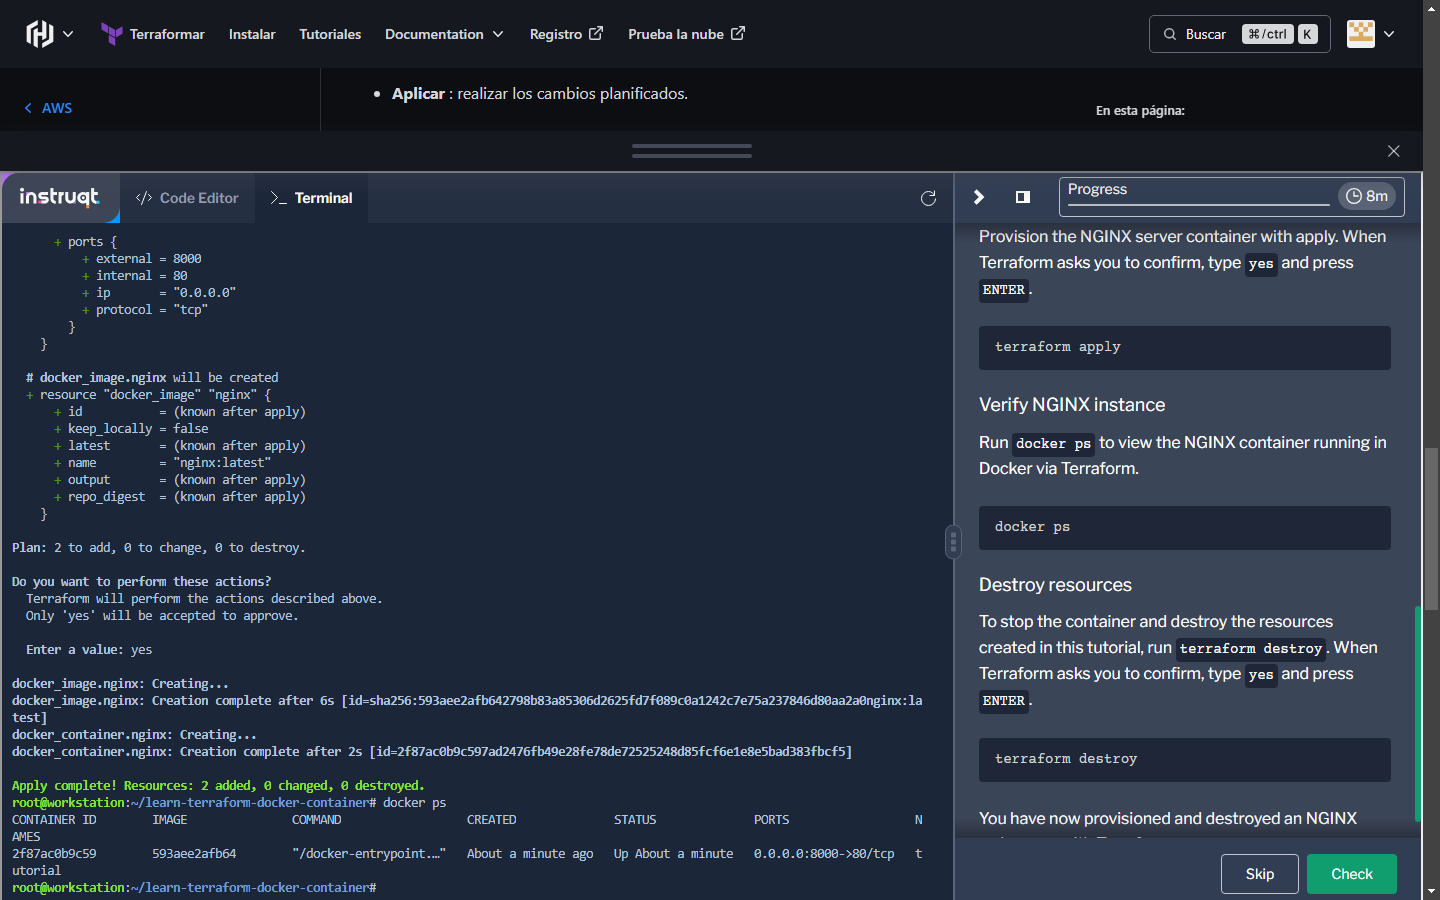 Terraformar
Instalar
Tutoriales
Documentation
Registro
Prueba la nube
Buscar
⌘/ctrl
K
AWS
Aplicar : realizar los cambios planificados.
En esta página:
instruqt
Code Editor
Terminal
+ ports {
+ external = 8000
+ internal = 80
+ ip       = "0.0.0.0"
+ protocol = "tcp"
}
}
# docker_image.nginx will be created
+ resource "docker_image" "nginx" {
+ id           = (known after apply)
+ keep_locally = false
+ latest       = (known after apply)
+ name         = "nginx:latest"
+ output       = (known after apply)
+ repo_digest  = (known after apply)
}
Plan: 2 to add, 0 to change, 0 to destroy.
Do you want to perform these actions?
Terraform will perform the actions described above.
Only 'yes' will be accepted to approve.
Enter a value: yes
docker_image.nginx: Creating...
docker_image.nginx: Creation complete after 6s [id=sha256:593aee2afb642798b83a85306d2625fd7f089c0a1242c7e75a237846d80aa2a0nginx:la
test]
docker_container.nginx: Creating...
docker_container.nginx: Creation complete after 2s [id=2f87ac0b9c597ad2476fb49e28fe78de72525248d85fcf6e1e8e5bad383fbcf5]
Apply complete! Resources: 2 added, 0 changed, 0 destroyed.
root@workstation:~/learn-terraform-docker-container# docker ps
CONTAINER ID   IMAGE   COMMAND   CREATED   STATUS   PORTS   N
AMES
2f87ac0b9c59   593aee2afb64   "/docker-entrypoint.…"   About a minute ago   Up About a minute   0.0.0.0:8000->80/tcp   t
utorial
root@workstation:~/learn-terraform-docker-container#
Progress
8m
Provision the NGINX server container with apply. When
Terraform asks you to confirm, type yes and press
ENTER.
terraform apply
Verify NGINX instance
Run docker ps to view the NGINX container running in
Docker via Terraform.
docker ps
Destroy resources
To stop the container and destroy the resources
created in this tutorial, run terraform destroy. When
Terraform asks you to confirm, type yes and press
ENTER.
terraform destroy
You have now provisioned and destroyed an NGINX
Skip
Check